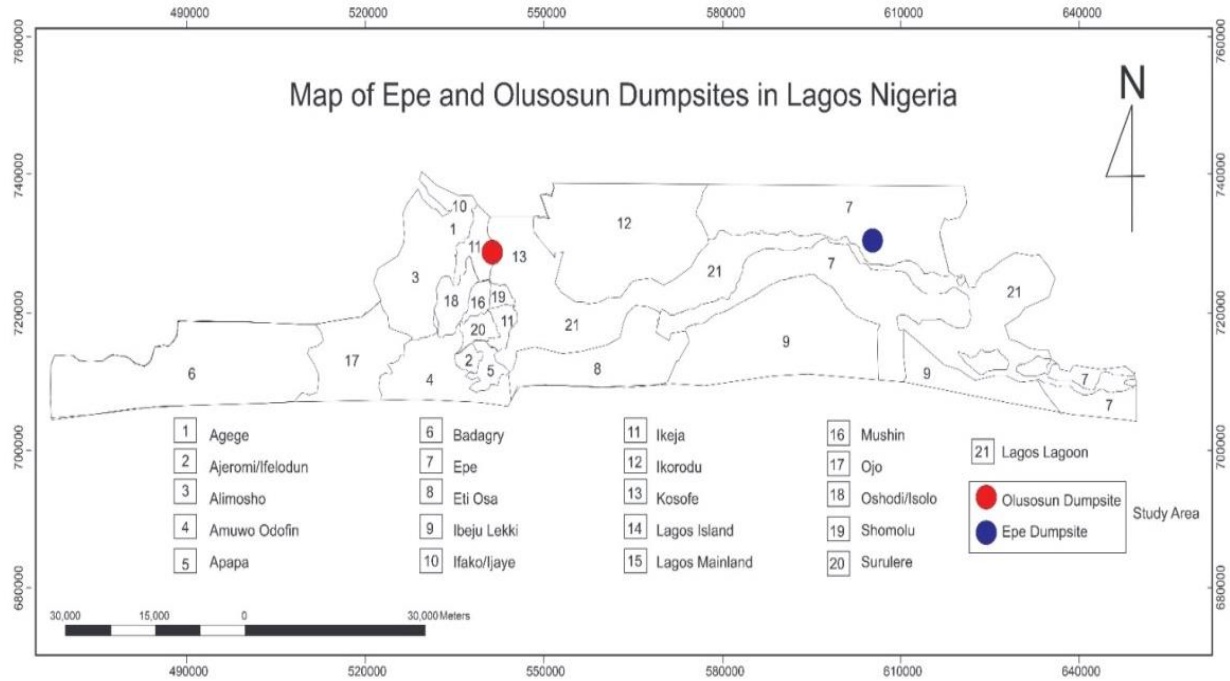 490000 520000 550000 580000 610000 640000
760000 760000
Map of Epe and Olusosun Dumpsites in Lagos Nigeria
N
740000 740000
10
7
1
12
11
13
7
3
21
21
18
16
19
11
21
720000 720000
20
9
17
2
8
6
4
5
9
7
7
1 Agege
2 Ajeromi/Ifelodun
3 Alimosho
4 Amuwo Odofin
5 Apapa
6 Badagry
7 Epe
8 Eti Osa
9 Ibeju Lekki
10 Ifako/Ijaye
11 Ikeja
12 Ikorodu
13 Kosofe
14 Lagos Island
15 Lagos Mainland
16 Mushin
17 Ojo
18 Oshodi/Isolo
19 Shomolu
20 Surulere
21 Lagos Lagoon
Olusosun Dumpsite
Epe Dumpsite
Study Area
700000 700000
680000 680000
30,000 15,000 0 30,000 Meters
490000 520000 550000 580000 610000 640000